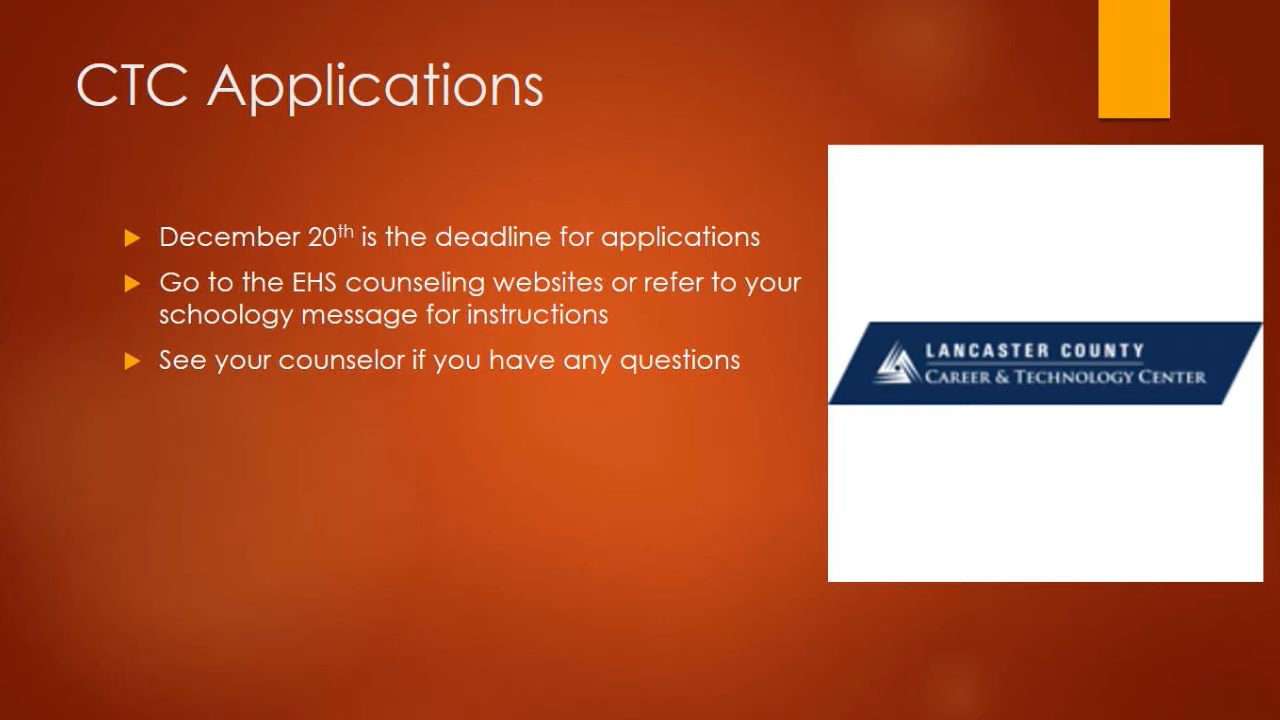 CTC Applications
December 20th is the deadline for applications
Go to the EHS counseling websites or refer to your
schoology message for instructions
See your counselor if you have any questions
LANCASTER COUNTY
CAREER & TECHNOLOGY CENTER